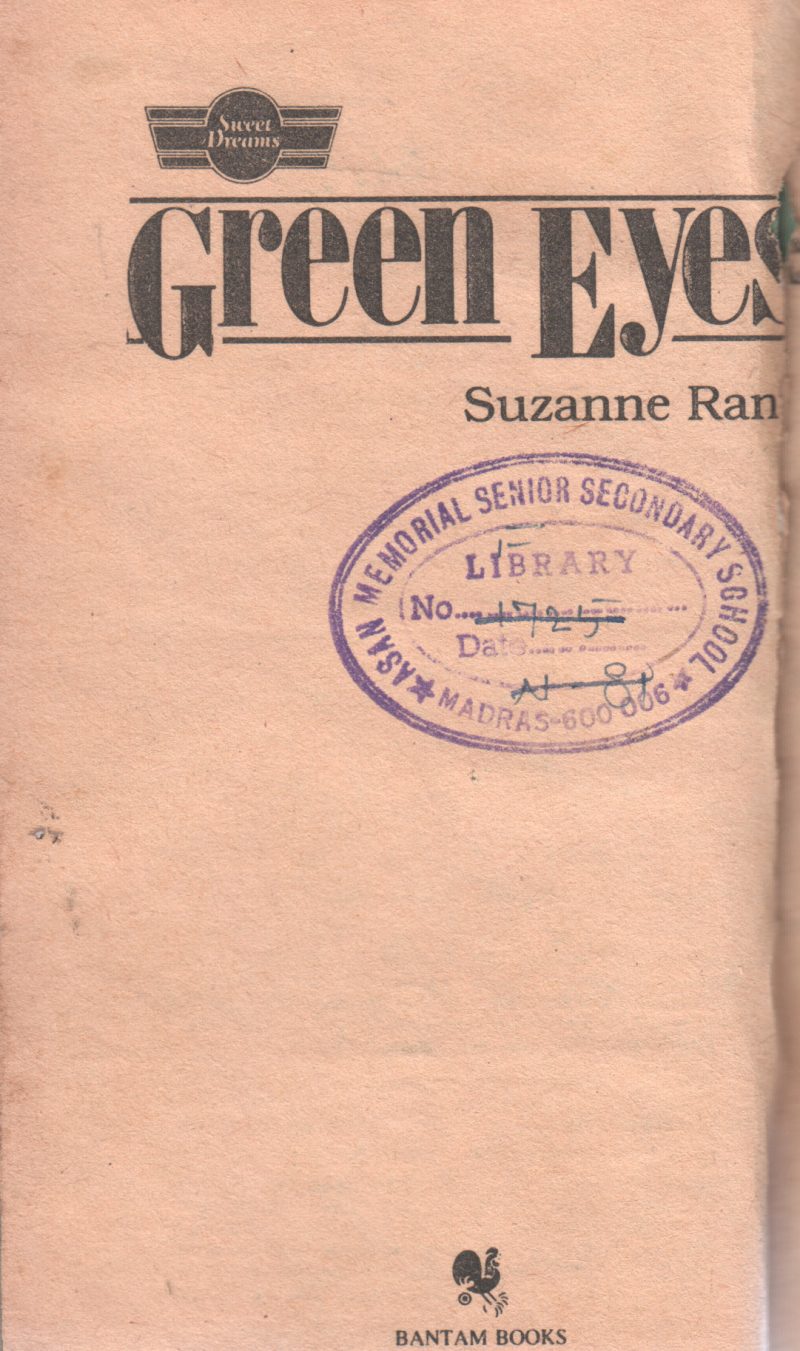 Sweet
Dreams
Green Eyes
Suzanne Ran
ASAN MEMORIAL SENIOR SECONDARY SCHOOL
LIBRARY
No.
1725
Date
MADRAS-600 006
BANTAM BOOKS